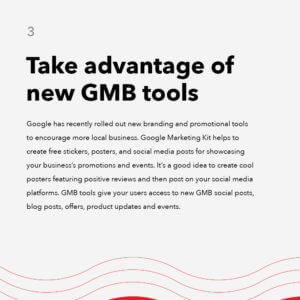 3
Take advantage of
new GMB tools
Google has recently rolled out new branding and promotional tools
to encourage more local business. Google Marketing Kit helps to
create free stickers, posters, and social media posts for showcasing
your business's promotions and events. It's a good idea to create cool
posters featuring positive reviews and then post on your social media
platforms. GMB tools give your users access to new GMB social posts,
blog posts, offers, product updates and events.